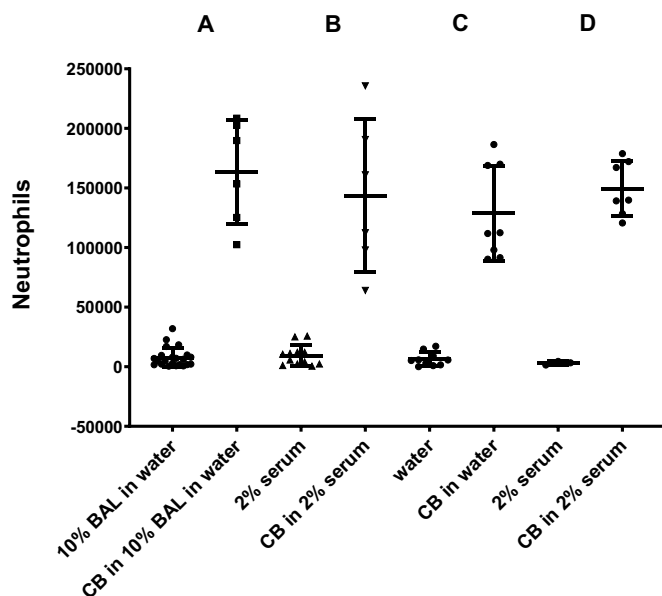 A B C D
250000
200000
150000
100000
50000
0
-50000
Neutrophils
10% BAL in water
CB in 10% BAL in water
2% serum
CB in 2% serum
water
CB in water
2% serum
CB in 2% serum